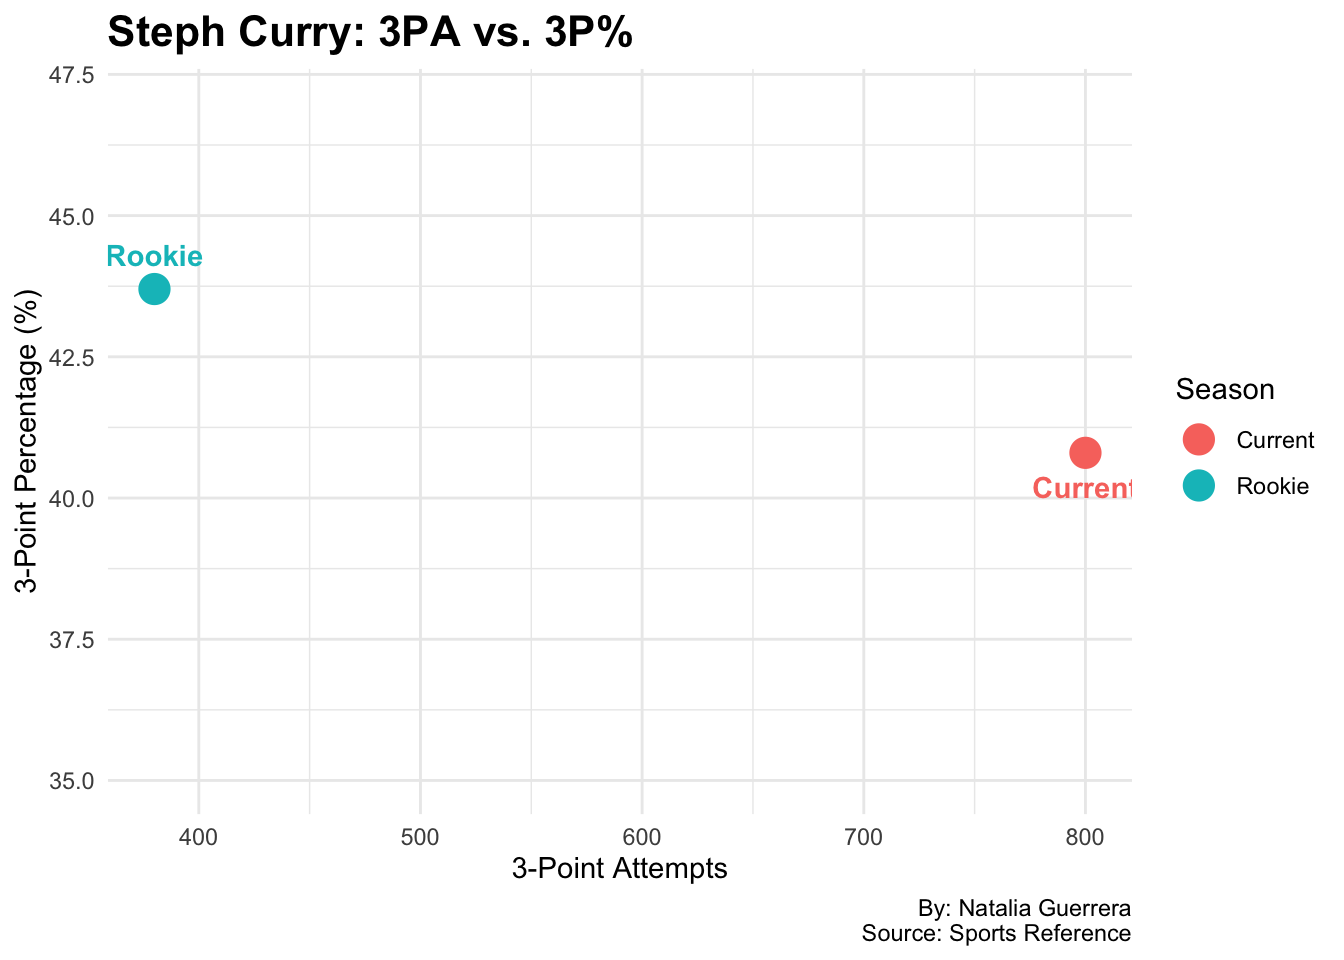 Steph Curry: 3PA vs. 3P%
47.5
45.0
42.5
40.0
37.5
35.0
3-Point Percentage (%)
Rookie
Current
400 500 600 700 800
3-Point Attempts
Season
Current
Rookie
By: Natalia Guerrera
Source: Sports Reference